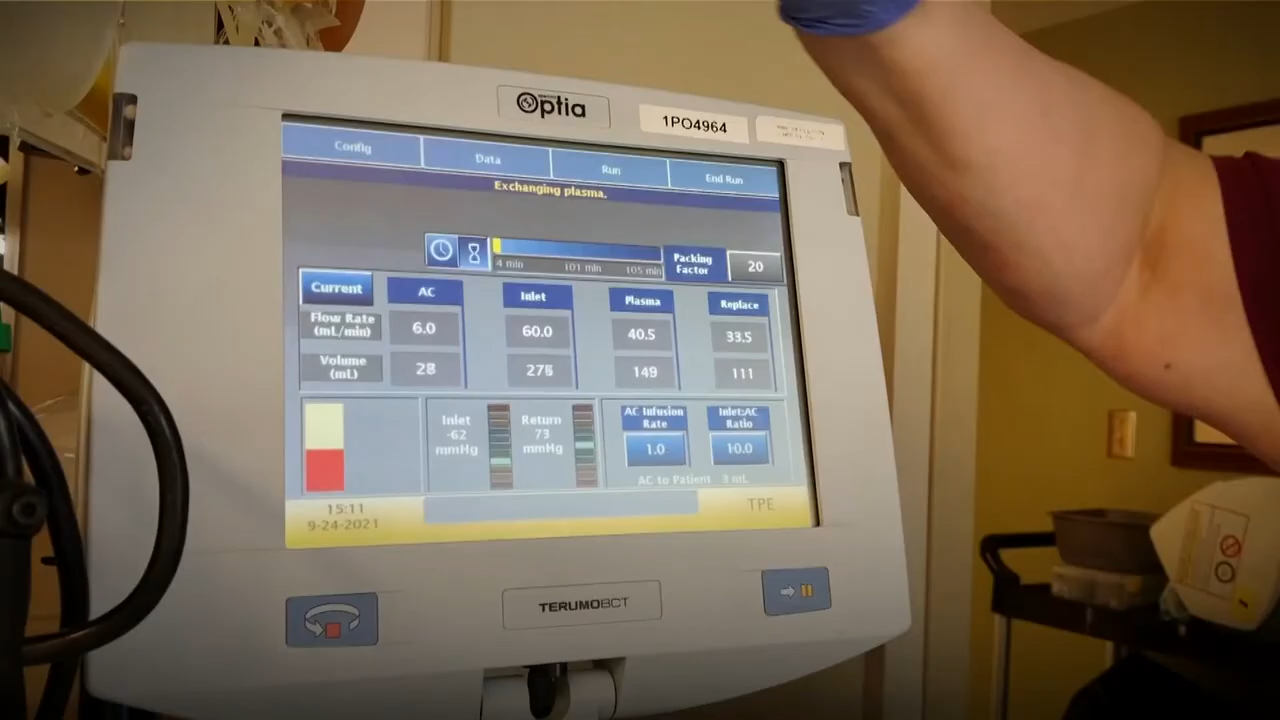 Optia
1PO4964
Config Data Run End Run
Exchanging plasma.
4 min 101 min 105 min
Packing
Factor
20
Current AC Inlet Plasma Replace
Flow Rate
(mL/min)
6.0 60.0 40.5 33.5
Volume
(mL)
28 275 149 111
Inlet
-62
mmHg
Return
73
mmHg
AC Infusion
Rate
1.0
Inlet:AC
Ratio
10.0
AC to Patient 3 mL
15:11
9-24-2021
TPE
TERUMOBCT